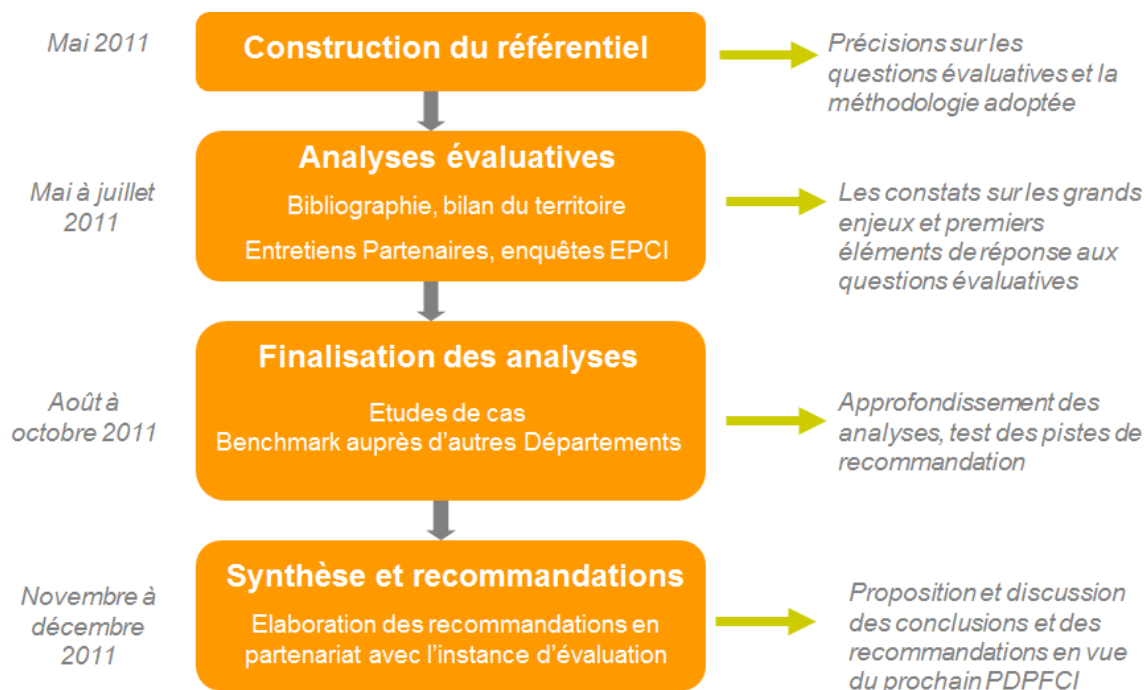 Mai 2011
Construction du référentiel
Précisions sur les
questions évaluatives et la
méthodologie adoptée
Mai à juillet
2011
Analyses évaluatives
Bibliographie, bilan du territoire
Entretiens Partenaires, enquêtes EPCI
Les constats sur les grands
enjeux et premiers
éléments de réponse aux
questions évaluatives
Août à
octobre 2011
Finalisation des analyses
Etudes de cas
Benchmark auprès d'autres Départements
Approfondissement des
analyses, test des pistes de
recommandation
Novembre à
décembre
2011
Synthèse et recommandations
Elaboration des recommandations en
partenariat avec l'instance d'évaluation
Proposition et discussion
des conclusions et des
recommandations en vue
du prochain PDPFCI